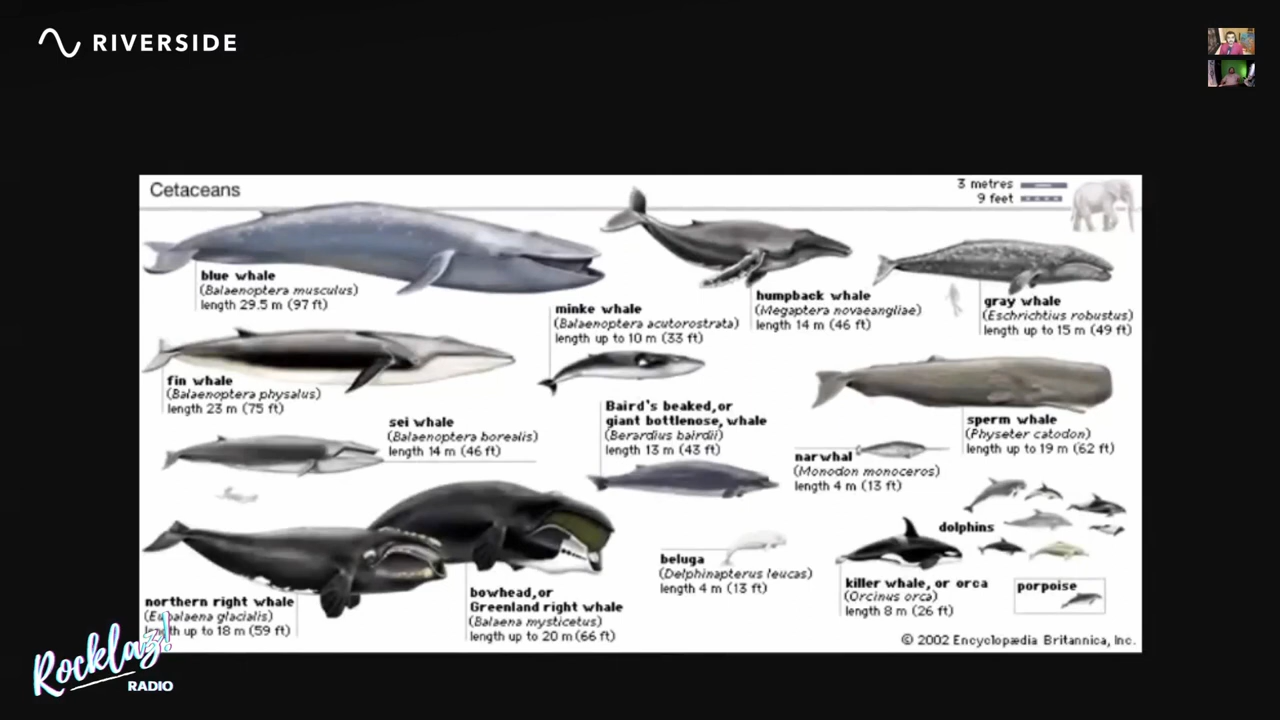 RIVERSIDE
Cetaceans
3 metres
9 feet
blue whale
(Balaenoptera musculus)
length 29.5 m (97 ft)
minke whale
(Balaenoptera acutorostrata)
length up to 10 m (33 ft)
humpback whale
(Megaptera novaeangliae)
length 14 m (46 ft)
gray whale
(Eschrichtius robustus)
length up to 15 m (49 ft)
fin whale
(Balaenoptera physalus)
length 23 m (75 ft)
sei whale
(Balaenoptera borealis)
length 14 m (46 ft)
Baird's beaked, or
giant bottlenose, whale
(Berardius bairdii)
length 13 m (43 ft)
sperm whale
(Physeter catodon)
length up to 19 m (62 ft)
narwhal
(Monodon monoceros)
length 4 m (13 ft)
dolphins
beluga
(Delphinapterus leucas)
length 4 m (13 ft)
killer whale, or orca
(Orcinus orca)
length 8 m (26 ft)
porpoise
northern right whale
(Eubalaena glacialis)
length up to 18 m (59 ft)
bowhead, or
Greenland right whale
(Balaena mysticetus)
length up to 20 m (66 ft)
© 2002 Encyclopædia Britannica, Inc.
Rocklaz!
RADIO